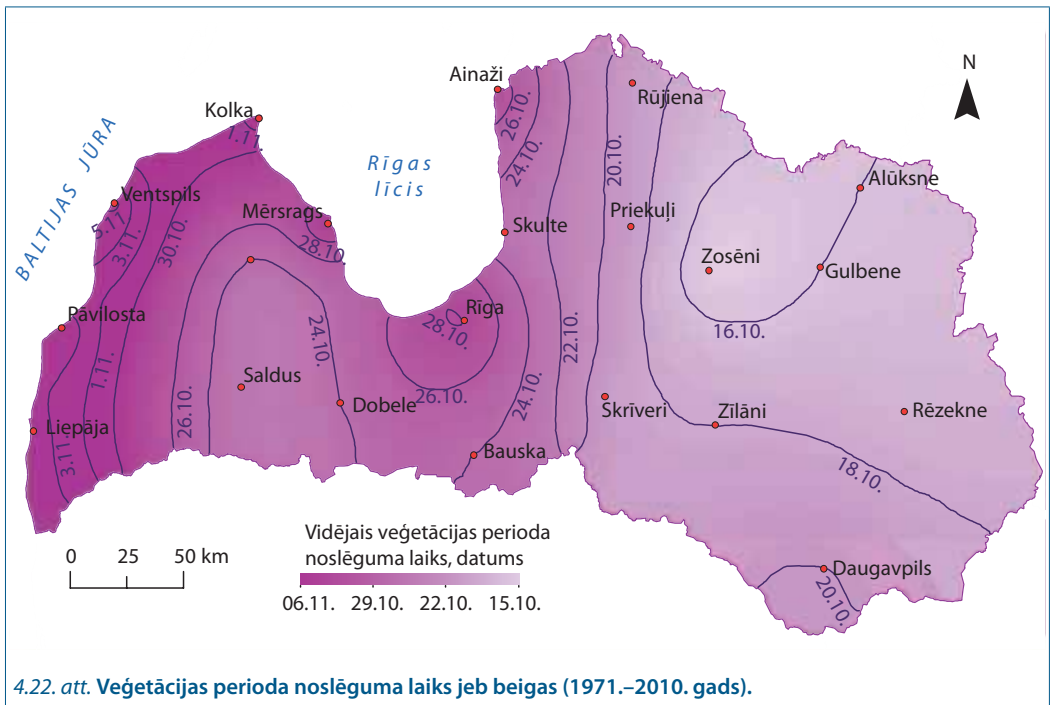 Ainaži
N
Kolka
26.10.
Rūjiena
1.11.
BALTIJAS JŪRA
Rīgas
līcis
24.10.
20.10.
Alūksne
Ventspils
5.11.
3.11.
30.10.
Mērsrags
28.10.
Skulte
Priekuļi
Zosēni
Gulbene
Pāvilosta
Rīga
28.10.
16.10.
24.10.
22.10.
1.11.
Saldus
26.10.
26.10.
24.10.
Dobele
Skrīveri
Zīlāni
Rēzekne
Liepāja
3.11.
Bauska
18.10.
Vidējais veģetācijas perioda
noslēguma laiks, datums
0 25 50 km
06.11. 29.10. 22.10. 15.10.
Daugavpils
20.10.
4.22. att. Veģetācijas perioda noslēguma laiks jeb beigas (1971.–2010. gads).